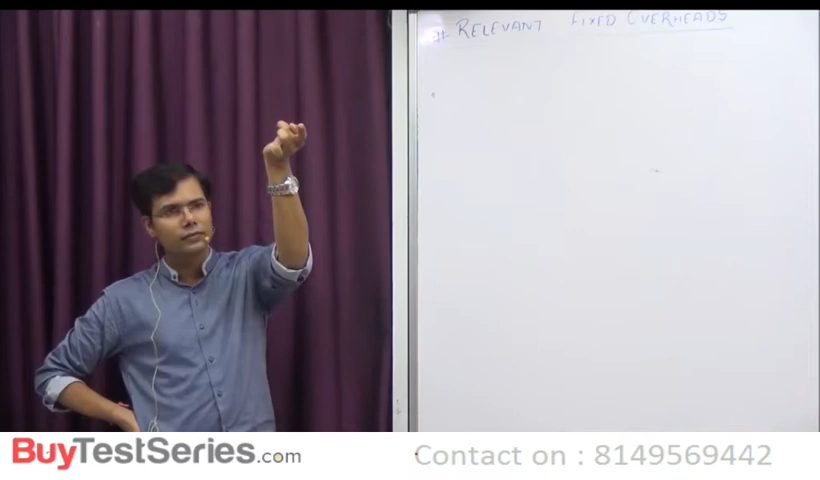 # RELEVANT FIXED OVERHEADS
BuyTestSeries.com
Contact on : 8149569442